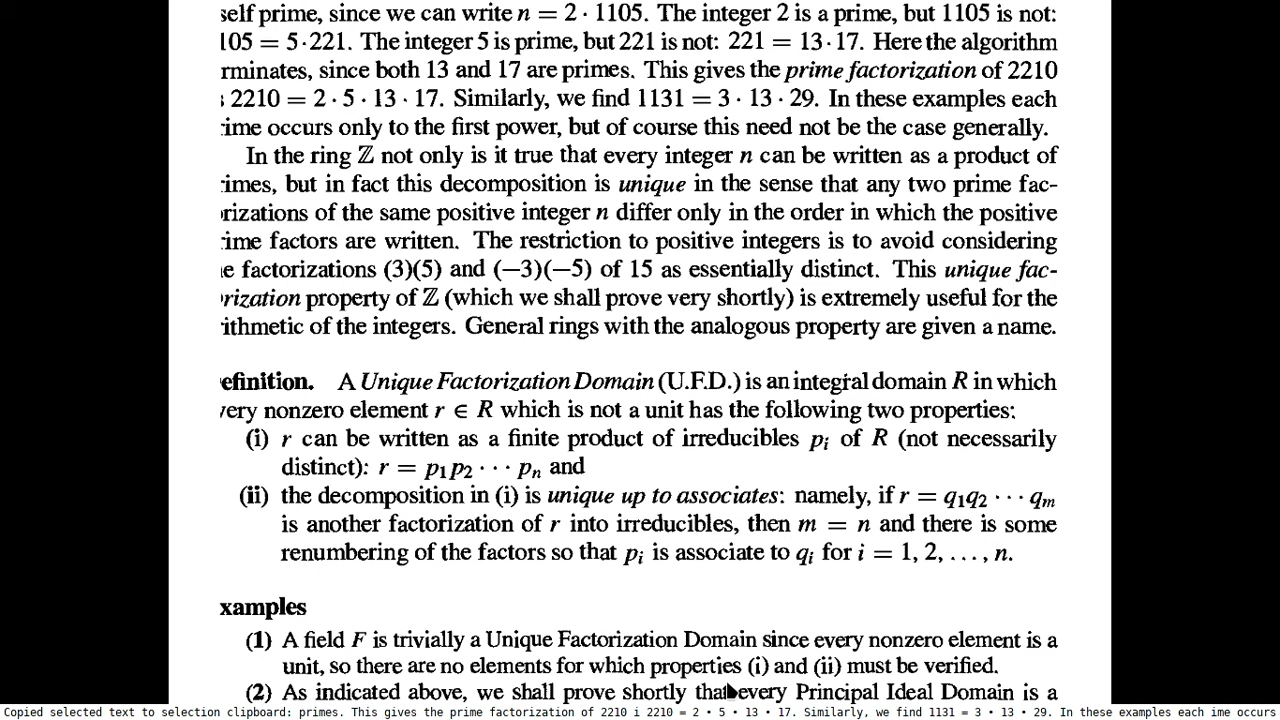 self prime, since we can write n = 2 · 1105. The integer 2 is a prime, but 1105 is not:
105 = 5·221. The integer 5 is prime, but 221 is not: 221 = 13·17. Here the algorithm
rminates, since both 13 and 17 are primes. This gives the prime factorization of 2210
2210 = 2 · 5 · 13 · 17. Similarly, we find 1131 = 3 · 13 · 29. In these examples each
ime occurs only to the first power, but of course this need not be the case generally.
In the ring ℤ not only is it true that every integer n can be written as a product of
imes, but in fact this decomposition is unique in the sense that any two prime fac-
rizations of the same positive integer n differ only in the order in which the positive
ime factors are written. The restriction to positive integers is to avoid considering
e factorizations (3)(5) and (−3)(−5) of 15 as essentially distinct. This unique fac-
rization property of ℤ (which we shall prove very shortly) is extremely useful for the
ithmetic of the integers. General rings with the analogous property are given a name.
efinition. A Unique Factorization Domain (U.F.D.) is an integral domain R in which
very nonzero element r ∈ R which is not a unit has the following two properties:
(i) r can be written as a finite product of irreducibles pᵢ of R (not necessarily
distinct): r = p₁p₂ · · · pₙ and
(ii) the decomposition in (i) is unique up to associates: namely, if r = q₁q₂ · · · qₘ
is another factorization of r into irreducibles, then m = n and there is some
renumbering of the factors so that pᵢ is associate to qᵢ for i = 1, 2, . . . , n.
xamples
(1) A field F is trivially a Unique Factorization Domain since every nonzero element is a
unit, so there are no elements for which properties (i) and (ii) must be verified.
(2) As indicated above, we shall prove shortly that every Principal Ideal Domain is a
Copied selected text to selection clipboard: primes. This gives the prime factorization of 2210 i 2210 = 2 • 5 • 13 • 17. Similarly, we find 1131 = 3 • 13 • 29. In these examples each ime occurs